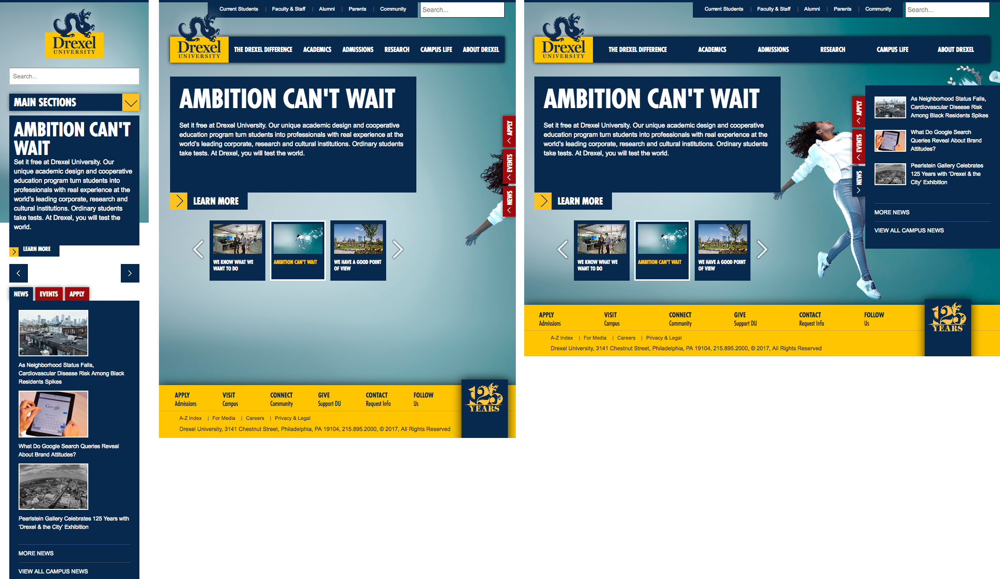 Drexel
UNIVERSITY
Search...
MAIN SECTIONS
AMBITION CAN'T
WAIT
Set it free at Drexel University. Our
unique academic design and cooperative
education program turn students into
professionals with real experience at the
world's leading corporate, research and
cultural institutions. Ordinary students
take tests. At Drexel, you will test the
world.
LEARN MORE
NEWS EVENTS APPLY
As Neighborhood Status Falls,
Cardiovascular Disease Risk Among Black
Residents Spikes
Google
What Do Google Search Queries Reveal
About Brand Attitudes?
Pearlstein Gallery Celebrates 125 Years with
'Drexel & the City' Exhibition
MORE NEWS
VIEW ALL CAMPUS NEWS
Current Students | Faculty & Staff | Alumni | Parents | Community
Search...
Drexel
UNIVERSITY
THE DREXEL DIFFERENCE ACADEMICS ADMISSIONS RESEARCH CAMPUS LIFE ABOUT DREXEL
AMBITION CAN'T WAIT
Set it free at Drexel University. Our unique academic design and cooperative
education program turn students into professionals with real experience at the
world's leading corporate, research and cultural institutions. Ordinary students
take tests. At Drexel, you will test the world.
LEARN MORE
APPLY
EVENTS
NEWS
WE KNOW WHAT WE
WANT TO DO
AMBITION CAN'T WAIT
WE HAVE A GOOD POINT
OF VIEW
APPLY VISIT CONNECT GIVE CONTACT FOLLOW
Admissions Campus Community Support DU Request Info Us
125
YEARS
A-Z Index | For Media | Careers | Privacy & Legal
Drexel University, 3141 Chestnut Street, Philadelphia, PA 19104, 215.895.2000, © 2017, All Rights Reserved
Current Students | Faculty & Staff | Alumni | Parents | Community
Search...
Drexel
UNIVERSITY
THE DREXEL DIFFERENCE ACADEMICS ADMISSIONS RESEARCH CAMPUS LIFE ABOUT DREXEL
AMBITION CAN'T WAIT
Set it free at Drexel University. Our unique academic design and cooperative
education program turn students into professionals with real experience at the
world's leading corporate, research and cultural institutions. Ordinary students
take tests. At Drexel, you will test the world.
LEARN MORE
APPLY
EVENTS
NEWS
As Neighborhood Status Falls,
Cardiovascular Disease Risk
Among Black Residents Spikes
What Do Google Search
Queries Reveal About Brand
Attitudes?
Pearlstein Gallery Celebrates
125 Years with 'Drexel & the
City' Exhibition
MORE NEWS
VIEW ALL CAMPUS NEWS
WE KNOW WHAT WE
WANT TO DO
AMBITION CAN'T WAIT
WE HAVE A GOOD POINT
OF VIEW
APPLY VISIT CONNECT GIVE CONTACT FOLLOW
Admissions Campus Community Support DU Request Info Us
125
YEARS
A-Z Index | For Media | Careers | Privacy & Legal
Drexel University, 3141 Chestnut Street, Philadelphia, PA 19104, 215.895.2000, © 2017, All Rights Reserved